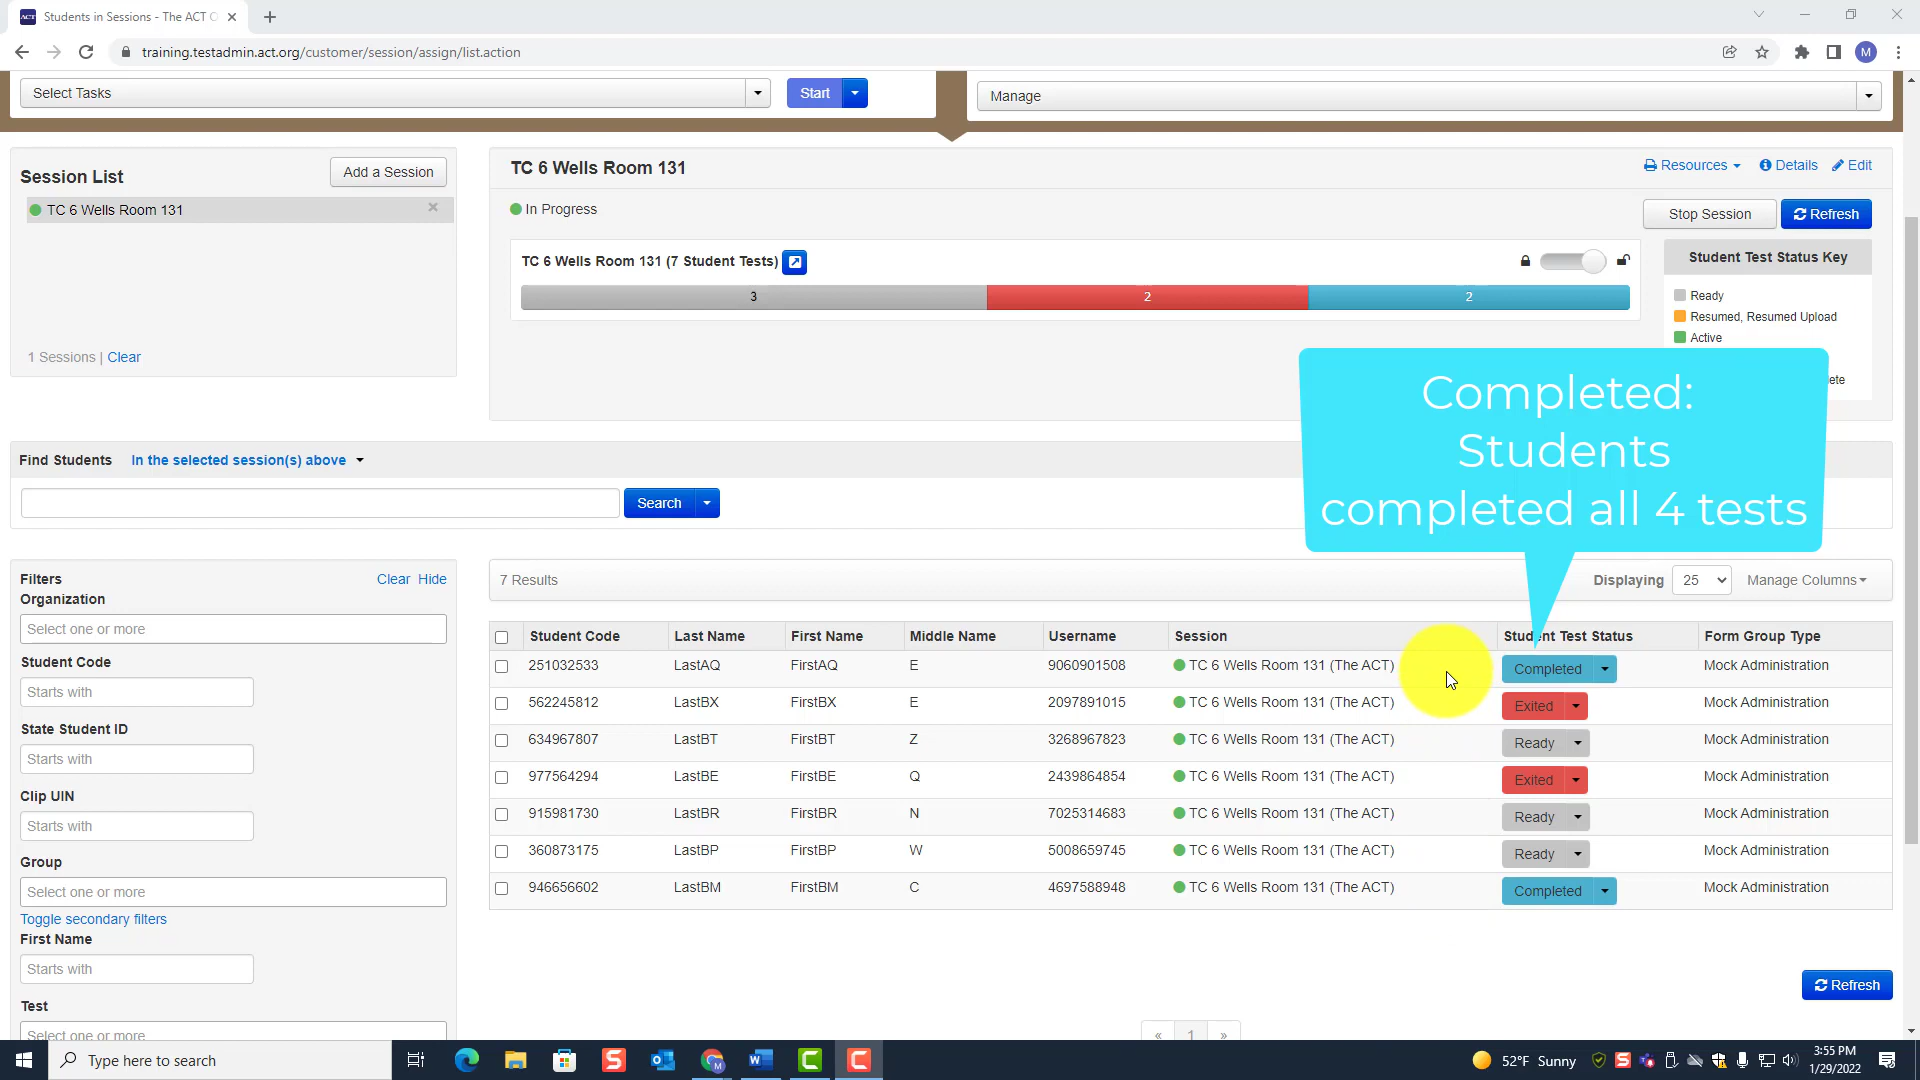 Students in Sessions - The ACT O
training.testadmin.act.org/customer/session/assign/list.action
M
Select Tasks
Start
Manage
Session List
Add a Session
TC 6 Wells Room 131
1 Sessions | Clear
TC 6 Wells Room 131
Resources
Details
Edit
In Progress
Stop Session
Refresh
TC 6 Wells Room 131 (7 Student Tests)
3
2
2
Student Test Status Key
Ready
Resumed, Resumed Upload
Active
ete
Completed:
Students
completed all 4 tests
Find Students In the selected session(s) above
Search
Filters
Clear Hide
Organization
Select one or more
Student Code
Starts with
State Student ID
Starts with
Clip UIN
Starts with
Group
Select one or more
Toggle secondary filters
First Name
Starts with
Test
Select one or more
7 Results
Displaying 25 Manage Columns
Student Code Last Name First Name Middle Name Username Session Student Test Status Form Group Type
251032533 LastAQ FirstAQ E 9060901508 TC 6 Wells Room 131 (The ACT) Completed Mock Administration
562245812 LastBX FirstBX E 2097891015 TC 6 Wells Room 131 (The ACT) Exited Mock Administration
634967807 LastBT FirstBT Z 3268967823 TC 6 Wells Room 131 (The ACT) Ready Mock Administration
977564294 LastBE FirstBE Q 2439864854 TC 6 Wells Room 131 (The ACT) Exited Mock Administration
915981730 LastBR FirstBR N 7025314683 TC 6 Wells Room 131 (The ACT) Ready Mock Administration
360873175 LastBP FirstBP W 5008659745 TC 6 Wells Room 131 (The ACT) Ready Mock Administration
946656602 LastBM FirstBM C 4697588948 TC 6 Wells Room 131 (The ACT) Completed Mock Administration
Refresh
« 1 »
Type here to search
52°F Sunny
3:55 PM
1/29/2022